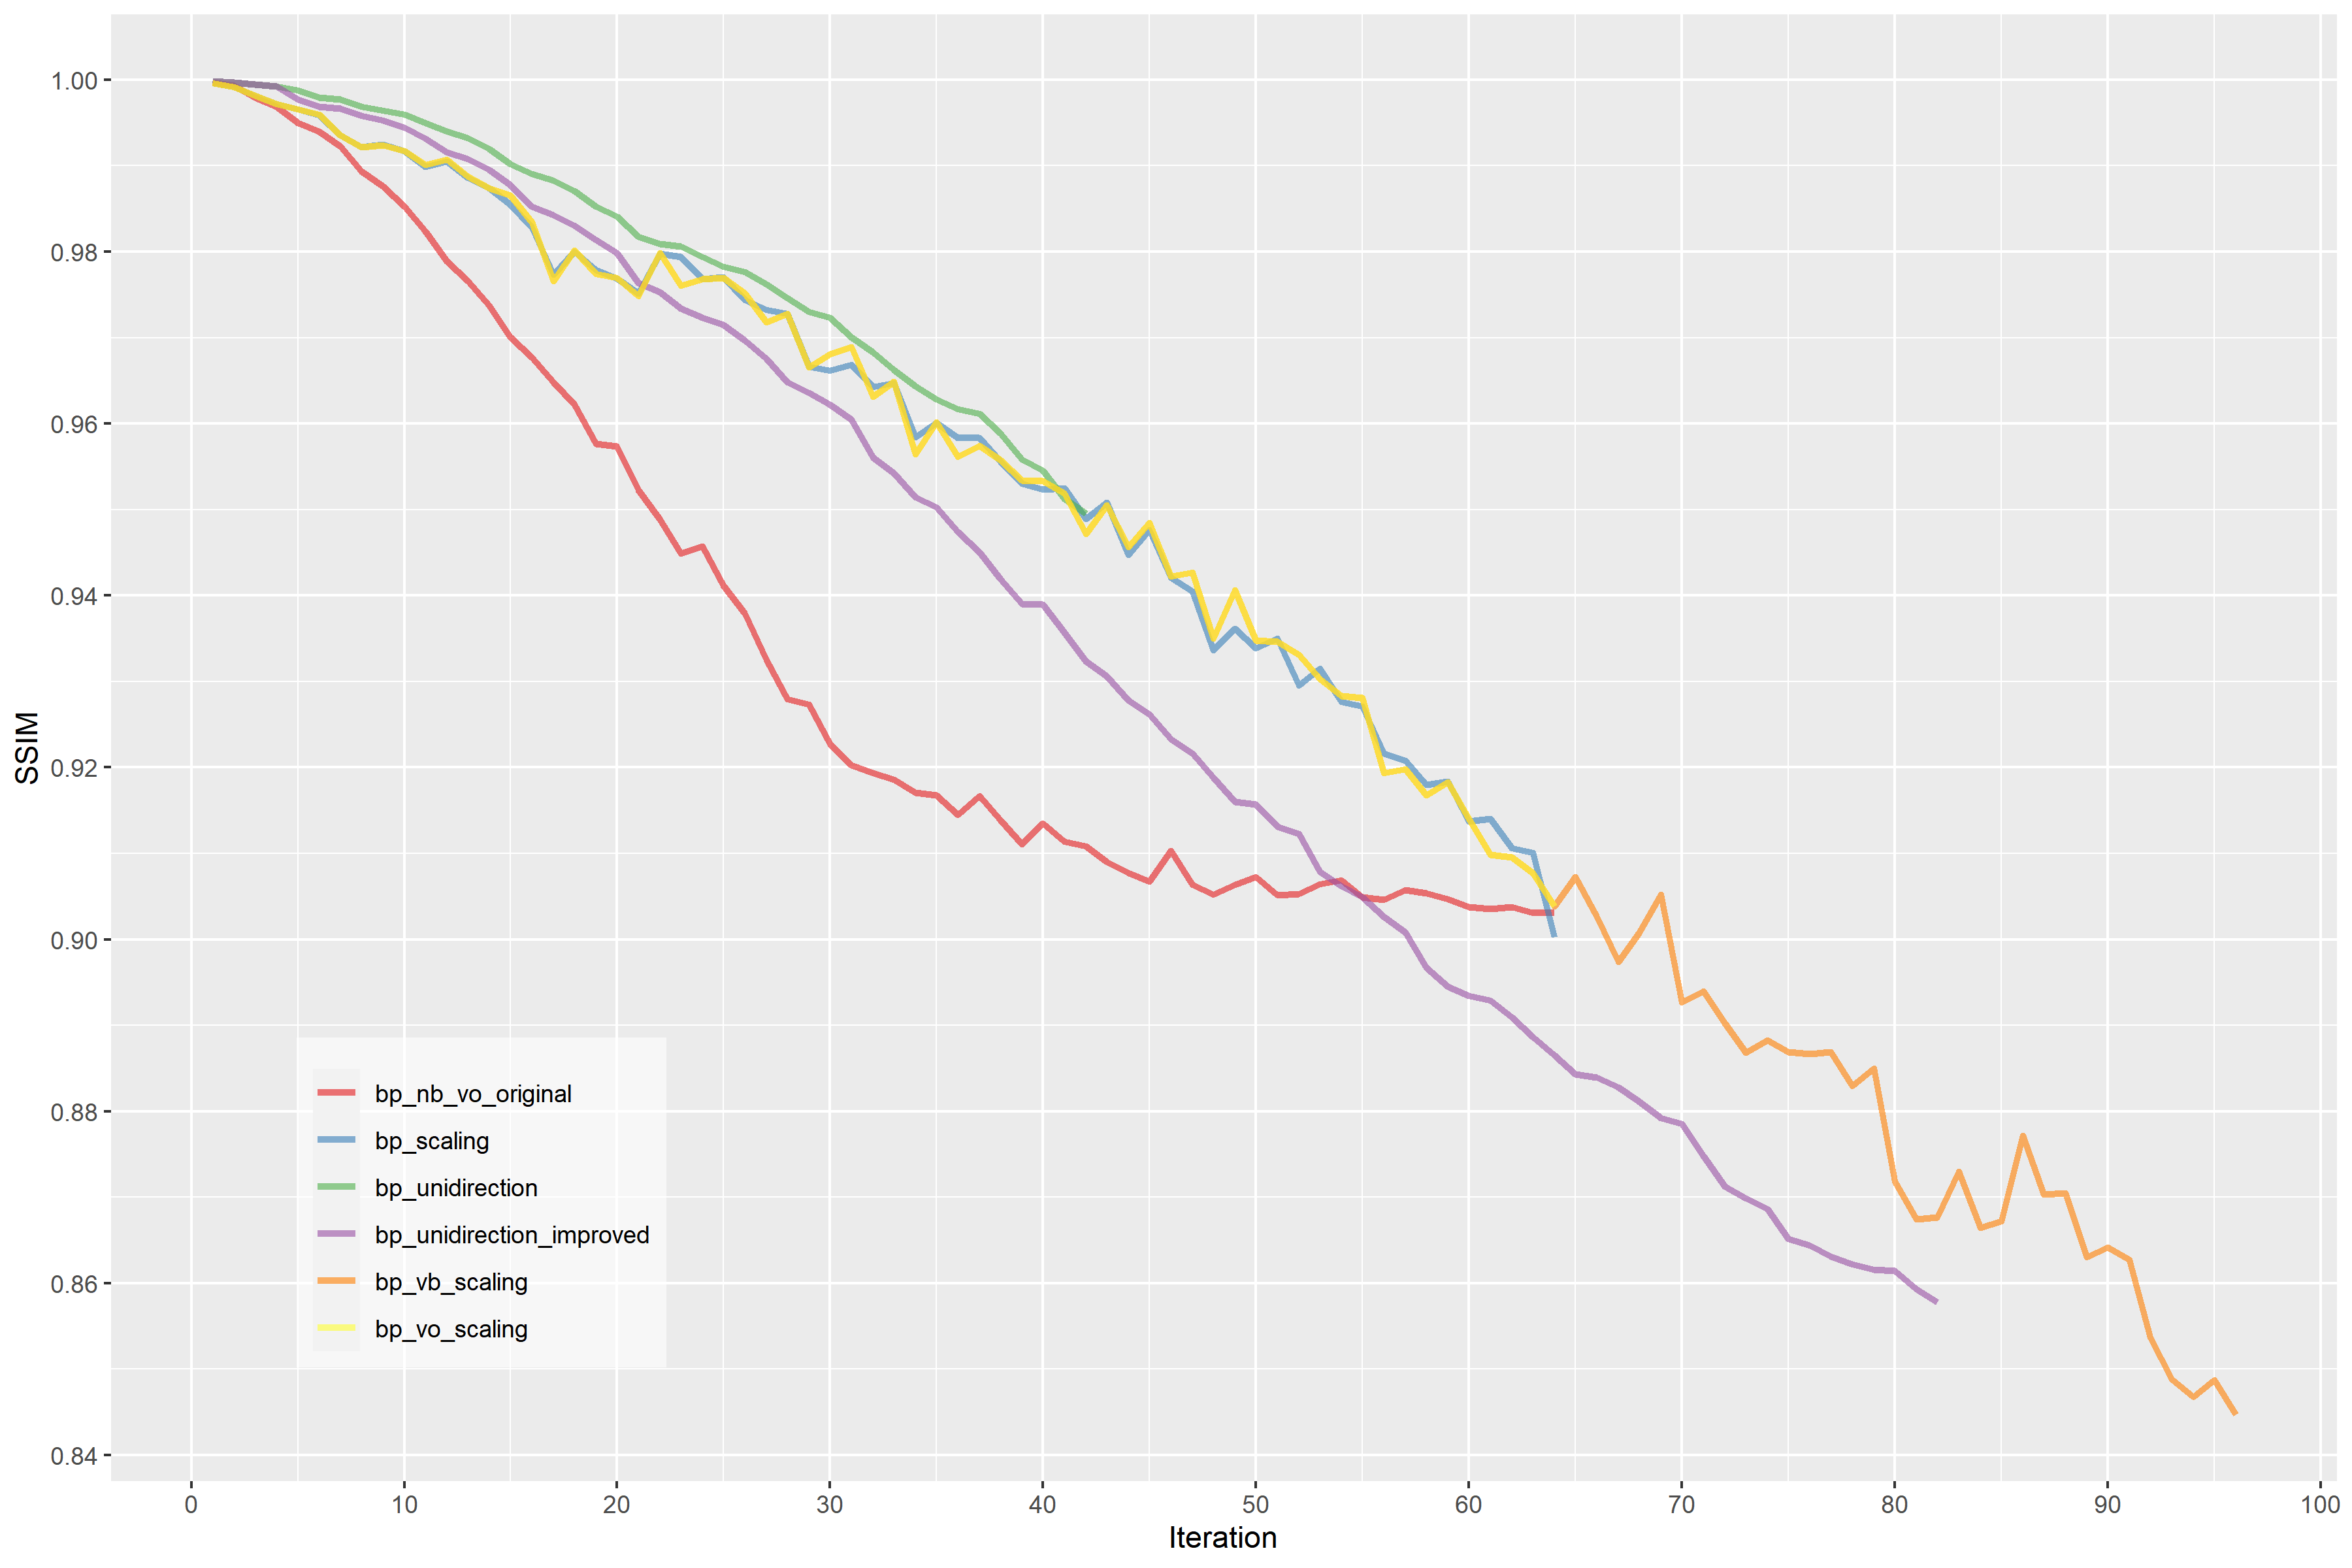 1.00
0.98
0.96
0.94
0.92
0.90
0.88
0.86
0.84
SSIM
bp_nb_vo_original
bp_scaling
bp_unidirection
bp_unidirection_improved
bp_vb_scaling
bp_vo_scaling
0 10 20 30 40 50 60 70 80 90 100
Iteration